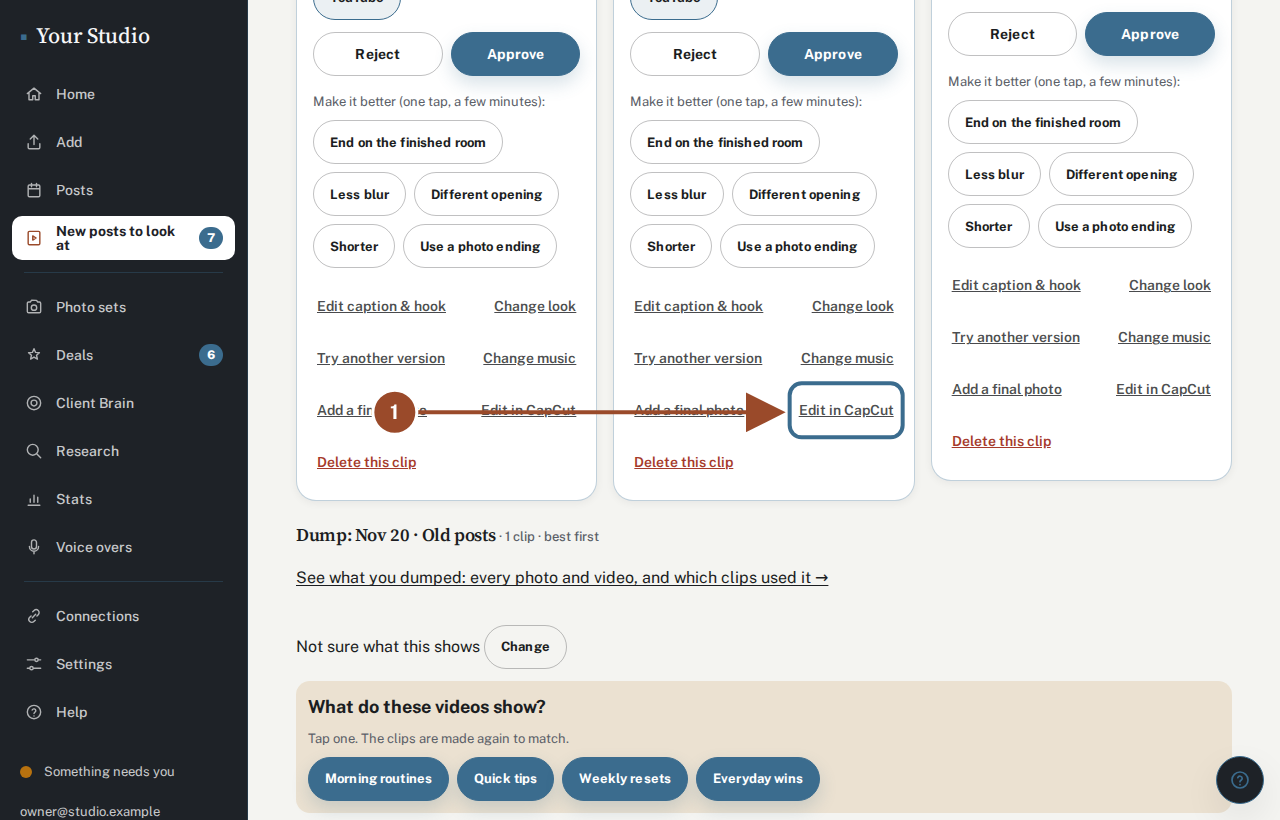 Your Studio
Home
Add
Posts
New posts to look
at
7
Photo sets
Deals
6
Client Brain
Research
Stats
Voice overs
Connections
Settings
Help
Something needs you
owner@studio.example
Reject
Approve
Make it better (one tap, a few minutes):
End on the finished room
Less blur
Different opening
Shorter
Use a photo ending
Edit caption & hook
Change look
Try another version
Change music
1
Edit in CapCut
Delete this clip
Reject
Approve
Make it better (one tap, a few minutes):
End on the finished room
Less blur
Different opening
Shorter
Use a photo ending
Edit caption & hook
Change look
Try another version
Change music
Add a final photo
Edit in CapCut
Delete this clip
Reject
Approve
Make it better (one tap, a few minutes):
End on the finished room
Less blur
Different opening
Shorter
Use a photo ending
Edit caption & hook
Change look
Try another version
Change music
Add a final photo
Edit in CapCut
Delete this clip
Dump: Nov 20 · Old posts · 1 clip · best first
See what you dumped: every photo and video, and which clips used it →
Not sure what this shows
Change
What do these videos show?
Tap one. The clips are made again to match.
Morning routines
Quick tips
Weekly resets
Everyday wins